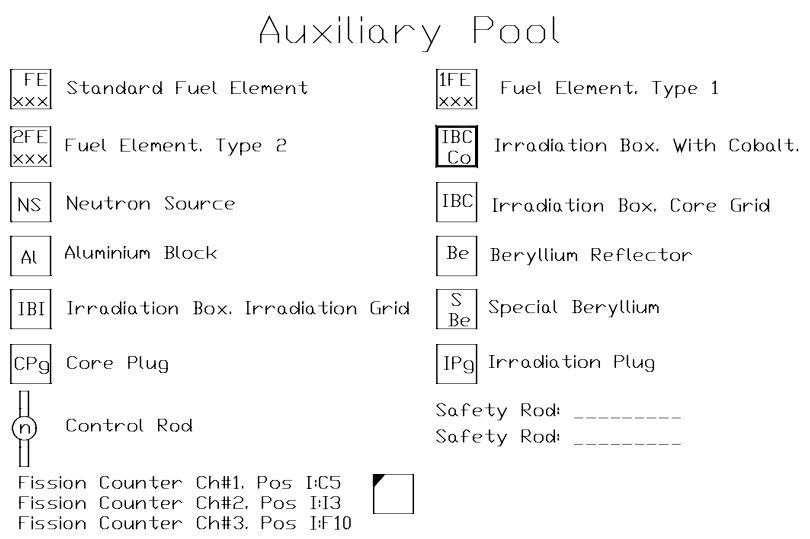 Auxiliary Pool
FE
xxx
Standard Fuel Element
1FE
xxx
Fuel Element, Type 1
2FE
xxx
Fuel Element, Type 2
IBC
Co
Irradiation Box, With Cobalt.
NS
Neutron Source
IBC
Irradiation Box, Core Grid
Al
Aluminium Block
Be
Beryllium Reflector
IBI
Irradiation Box, Irradiation Grid
S
Be
Special Beryllium
CPg
Core Plug
IPg
Irradiation Plug
n
Control Rod
Safety Rod: _________
Safety Rod: _________
Fission Counter Ch#1, Pos I:C5
Fission Counter Ch#2, Pos I:I3
Fission Counter Ch#3, Pos I:F10